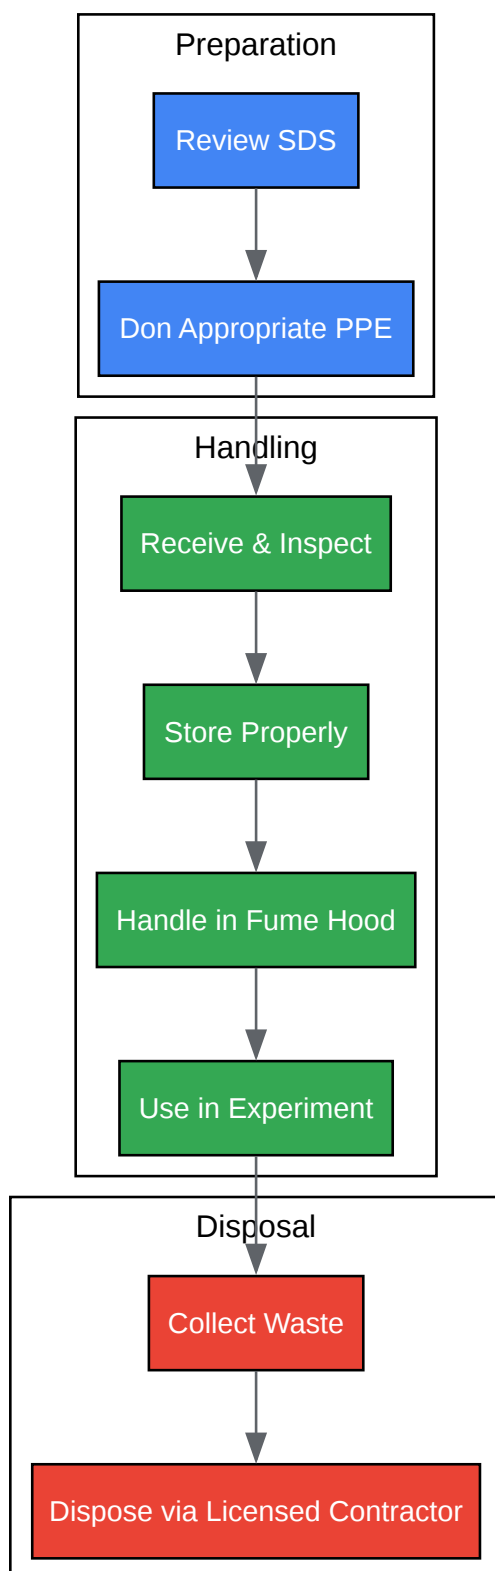 Preparation
Review SDS
Don Appropriate PPE
Handling
Receive & Inspect
Store Properly
Handle in Fume Hood
Use in Experiment
Disposal
Collect Waste
Dispose via Licensed Contractor